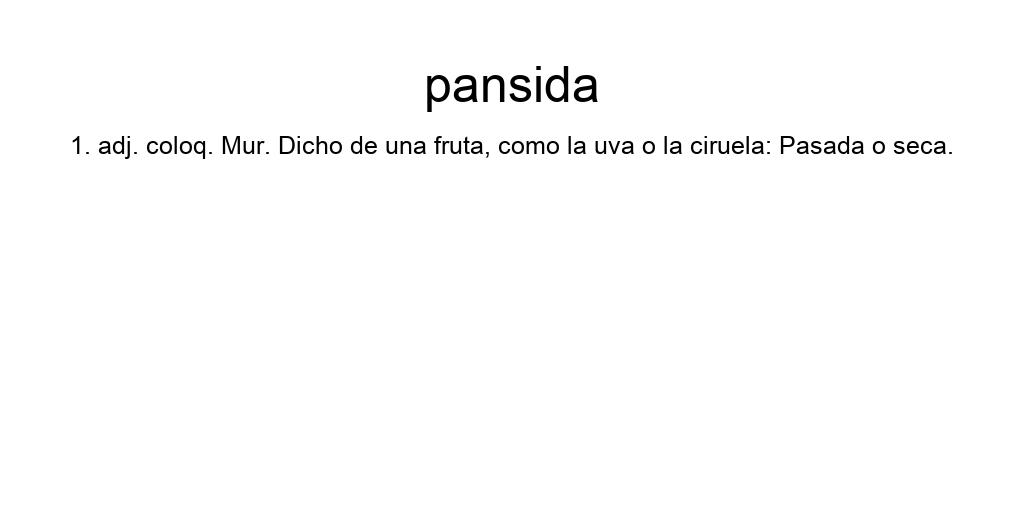 pansida
1. adj. coloq. Mur. Dicho de una fruta, como la uva o la ciruela: Pasada o seca.